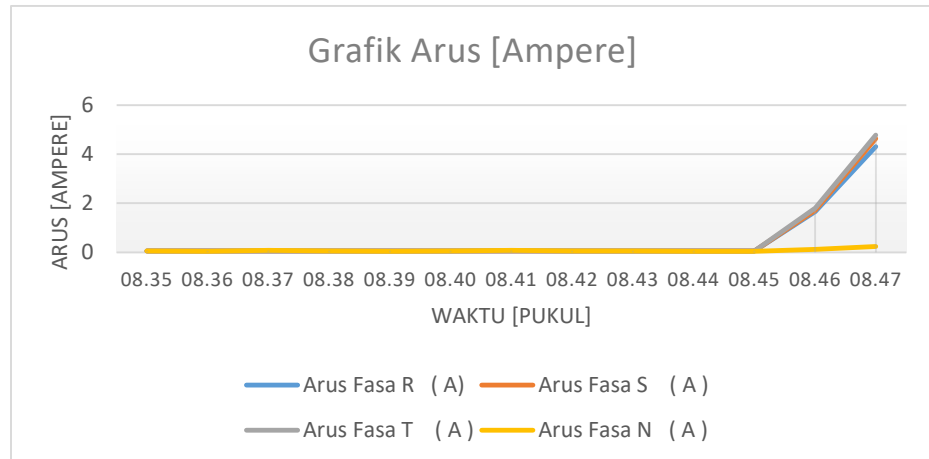 Grafik Arus [Ampere]
ARUS [AMPERE]
6
4
2
0
08.35 08.36 08.37 08.38 08.39 08.40 08.41 08.42 08.43 08.44 08.45 08.46 08.47
WAKTU [PUKUL]
Arus Fasa R ( A) Arus Fasa S ( A )
Arus Fasa T ( A ) Arus Fasa N ( A )